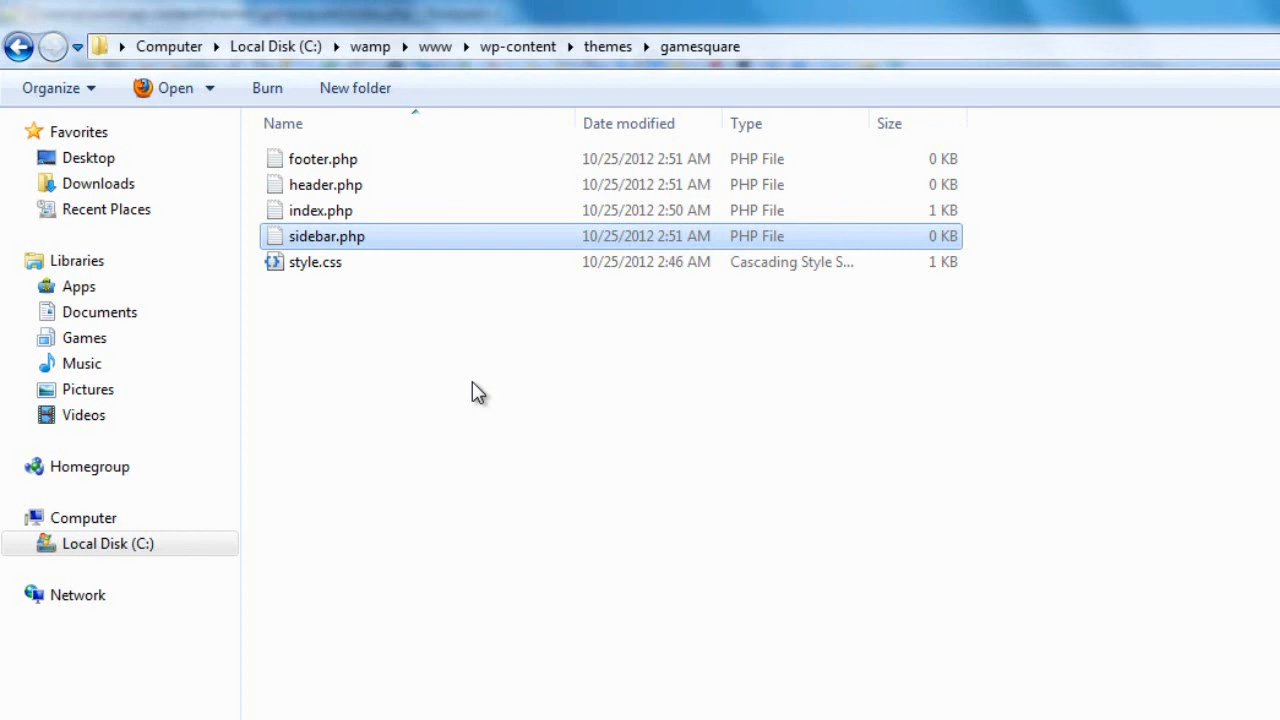 Computer Local Disk (C:) wamp www wp-content themes gamesquare
Organize Open Burn New folder
Name Date modified Type Size
Favorites
Desktop
Downloads
Recent Places
Libraries
Apps
Documents
Games
Music
Pictures
Videos
Homegroup
Computer
Local Disk (C:)
Network
footer.php 10/25/2012 2:51 AM PHP File 0 KB
header.php 10/25/2012 2:51 AM PHP File 0 KB
index.php 10/25/2012 2:50 AM PHP File 1 KB
sidebar.php 10/25/2012 2:51 AM PHP File 0 KB
style.css 10/25/2012 2:46 AM Cascading Style S... 1 KB